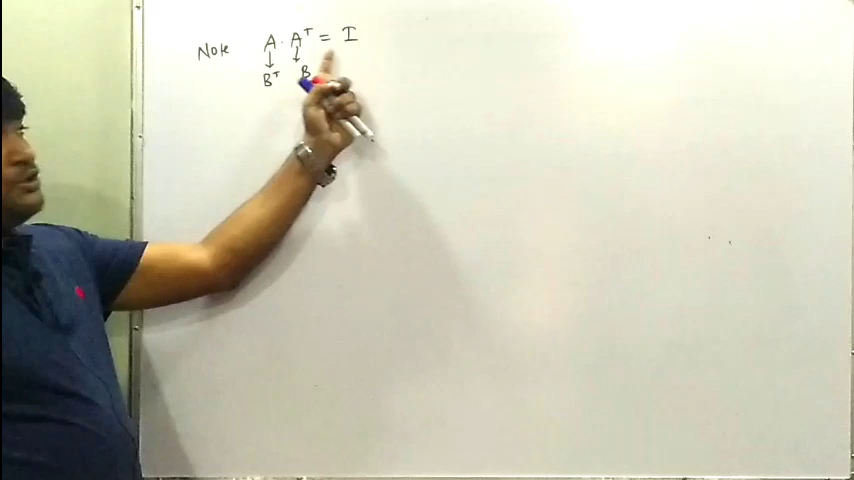 Note A · Aᵀ = I
↓ ↓
Bᵀ B